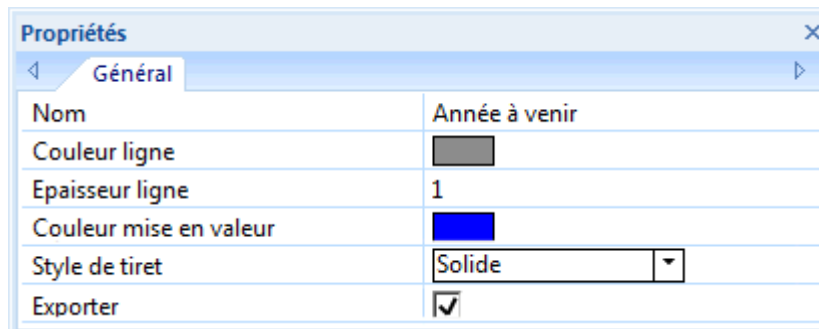 Propriétés
Général
Nom Année à venir
Couleur ligne
Epaisseur ligne 1
Couleur mise en valeur
Style de tiret Solide
Exporter